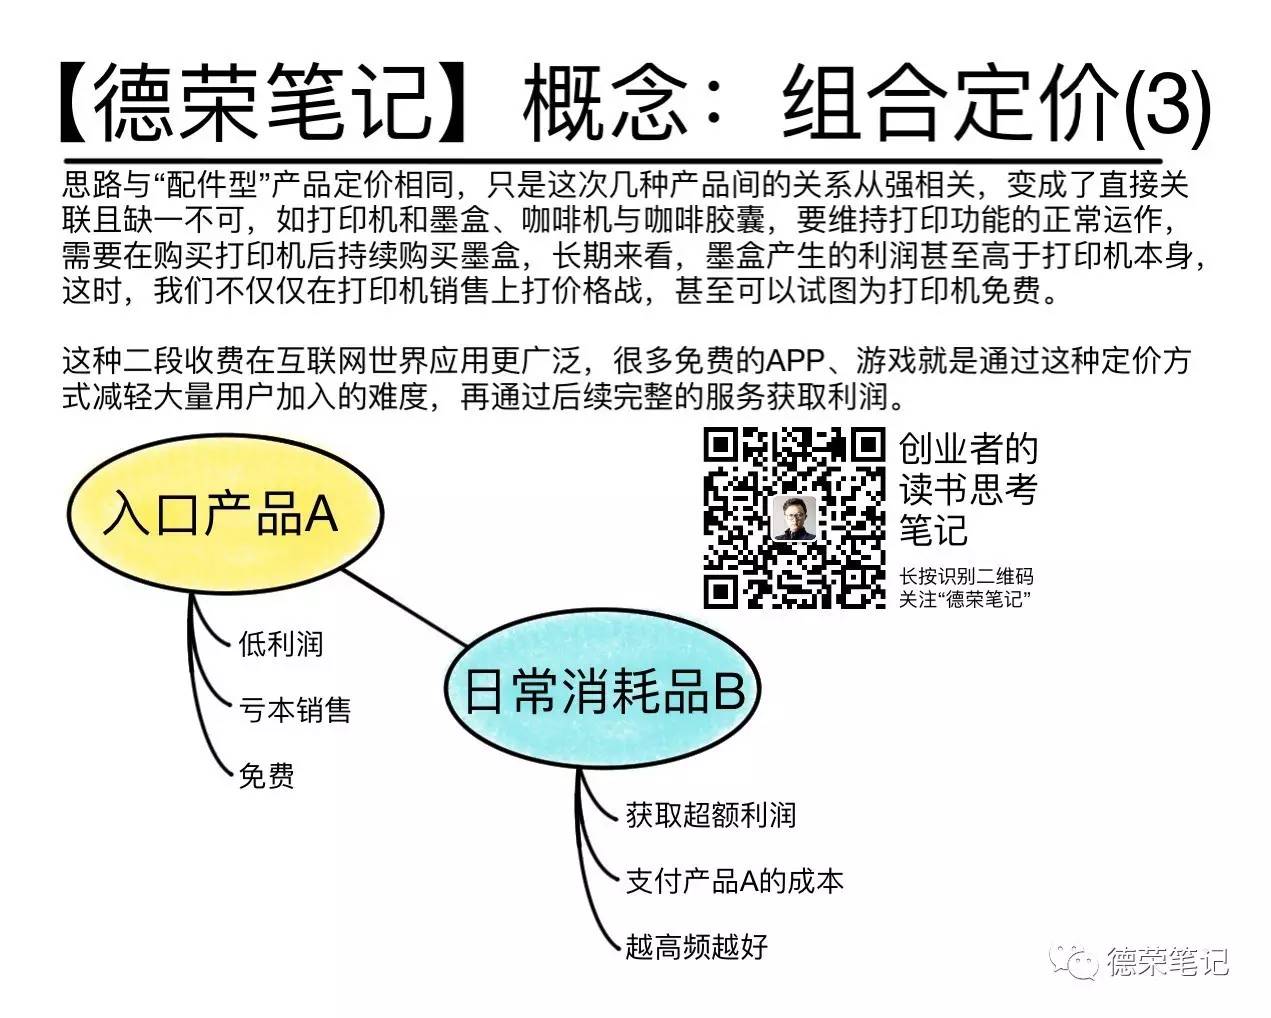 【德荣笔记】概念：组合定价(3)
思路与“配件型”产品定价相同，只是这次几种产品间的关系从强相关，变成了直接关
联且缺一不可，如打印机和墨盒、咖啡机与咖啡胶囊，要维持打印功能的正常运作，
需要在购买打印机后持续购买墨盒，长期来看，墨盒产生的利润甚至高于打印机本身，
这时，我们不仅仅在打印机销售上打价格战，甚至可以试图为打印机免费。
这种二段收费在互联网世界应用更广泛，很多免费的APP、游戏就是通过这种定价方
式减轻大量用户加入的难度，再通过后续完整的服务获取利润。
创业者的
读书思考
笔记
长按识别二维码
关注“德荣笔记”
入口产品A
低利润
亏本销售
免费
日常消耗品B
获取超额利润
支付产品A的成本
越高频越好
德荣笔记